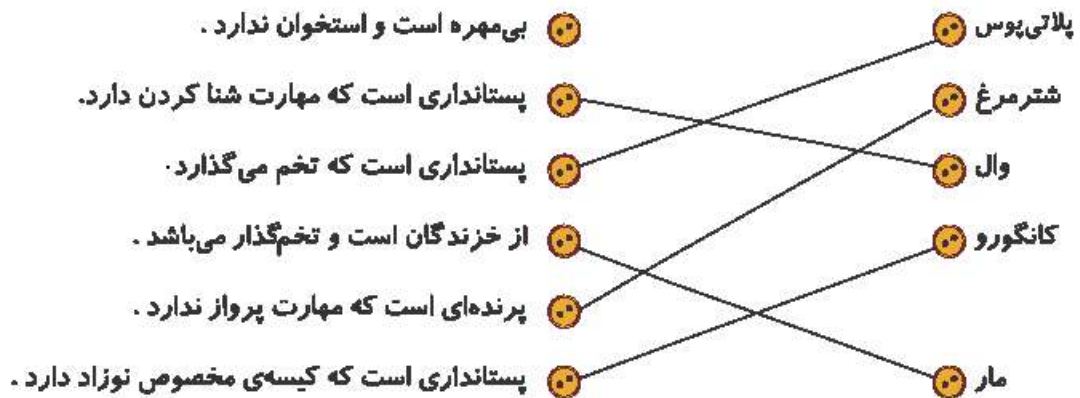 پلاتی‌پوس
بی‌مهره است و استخوان ندارد .
شترمرغ
پستانداری است که مهارت شنا کردن دارد.
وال
پستانداری است که تخم می‌گذارد.
کانگورو
از خزندگان است و تخم‌گذار می‌باشد .
پرنده‌ای است که مهارت پرواز ندارد .
مار
پستانداری است که کیسه‌ی مخصوص نوزاد دارد .